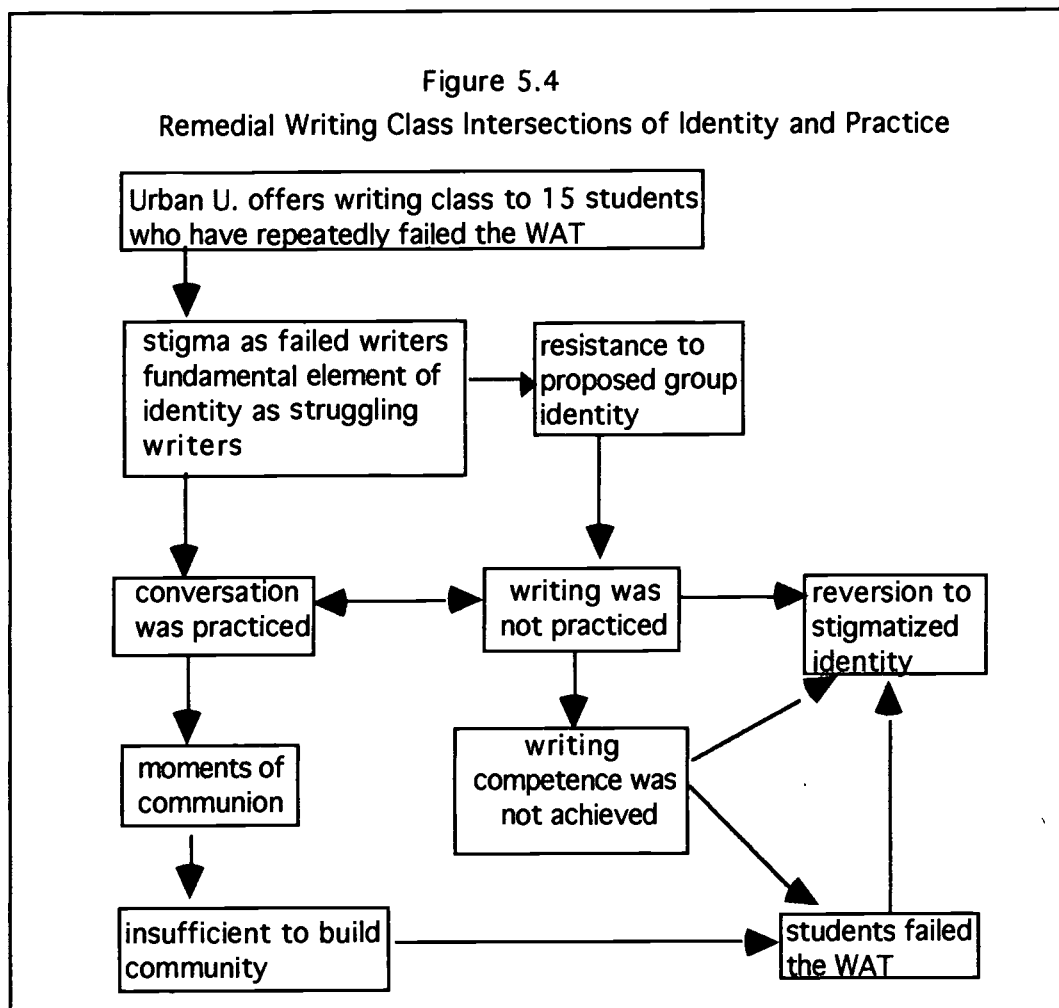 Figure 5.4
Remedial Writing Class Intersections of Identity and Practice
Urban U. offers writing class to 15 students
who have repeatedly failed the WAT
stigma as failed writers
fundamental element of
identity as struggling
writers
resistance to
proposed group
identity
conversation
was practiced
writing was
not practiced
reversion to
stigmatized
identity
moments of
communion
writing
competence was
not achieved
insufficient to build
community
students failed
the WAT